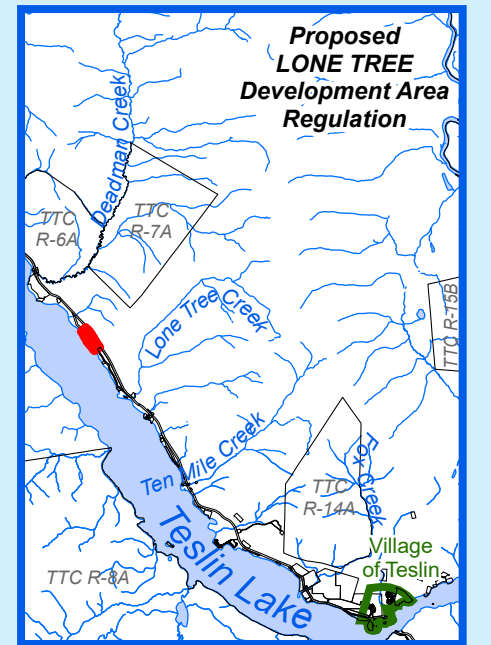 Proposed
LONE TREE
Development Area
Regulation
Deadman Creek
TTC
R-6A
TTC
R-7A
TTC R-15B
Lone Tree Creek
Ten Mile Creek
Fox Creek
TTC
R-14A
Village
of Teslin
Teslin Lake
TTC R-8A